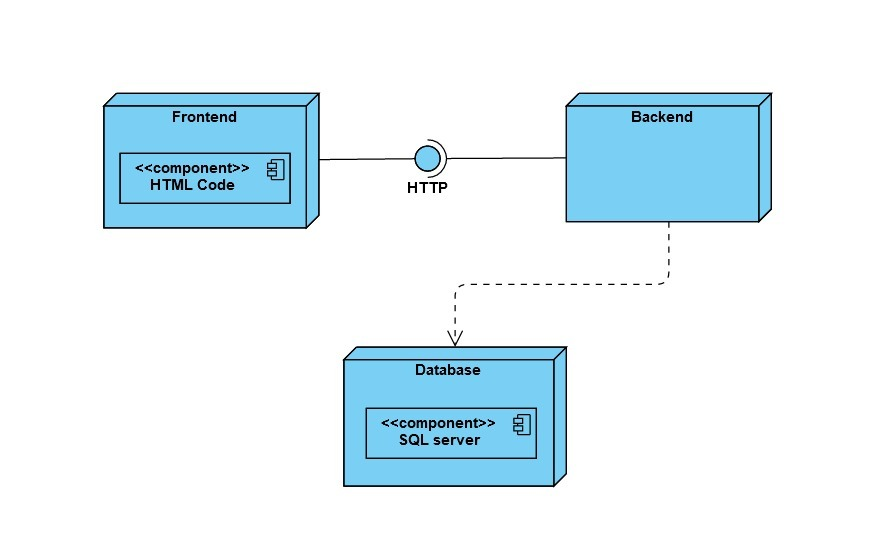 Frontend
<<component>>
HTML Code
HTTP
Backend
Database
<<component>>
SQL server